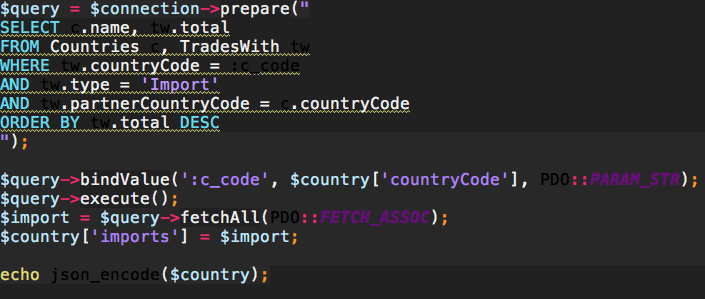 $query = $connection->prepare("
SELECT c.name, tw.total
FROM Countries c, TradesWith tw
WHERE tw.countryCode = :c_code
AND tw.type = 'Import'
AND tw.partnerCountryCode = c.countryCode
ORDER BY tw.total DESC
");
$query->bindValue(':c_code', $country['countryCode'], PDO::PARAM_STR);
$query->execute();
$import = $query->fetchAll(PDO::FETCH_ASSOC);
$country['imports'] = $import;
echo json_encode($country);